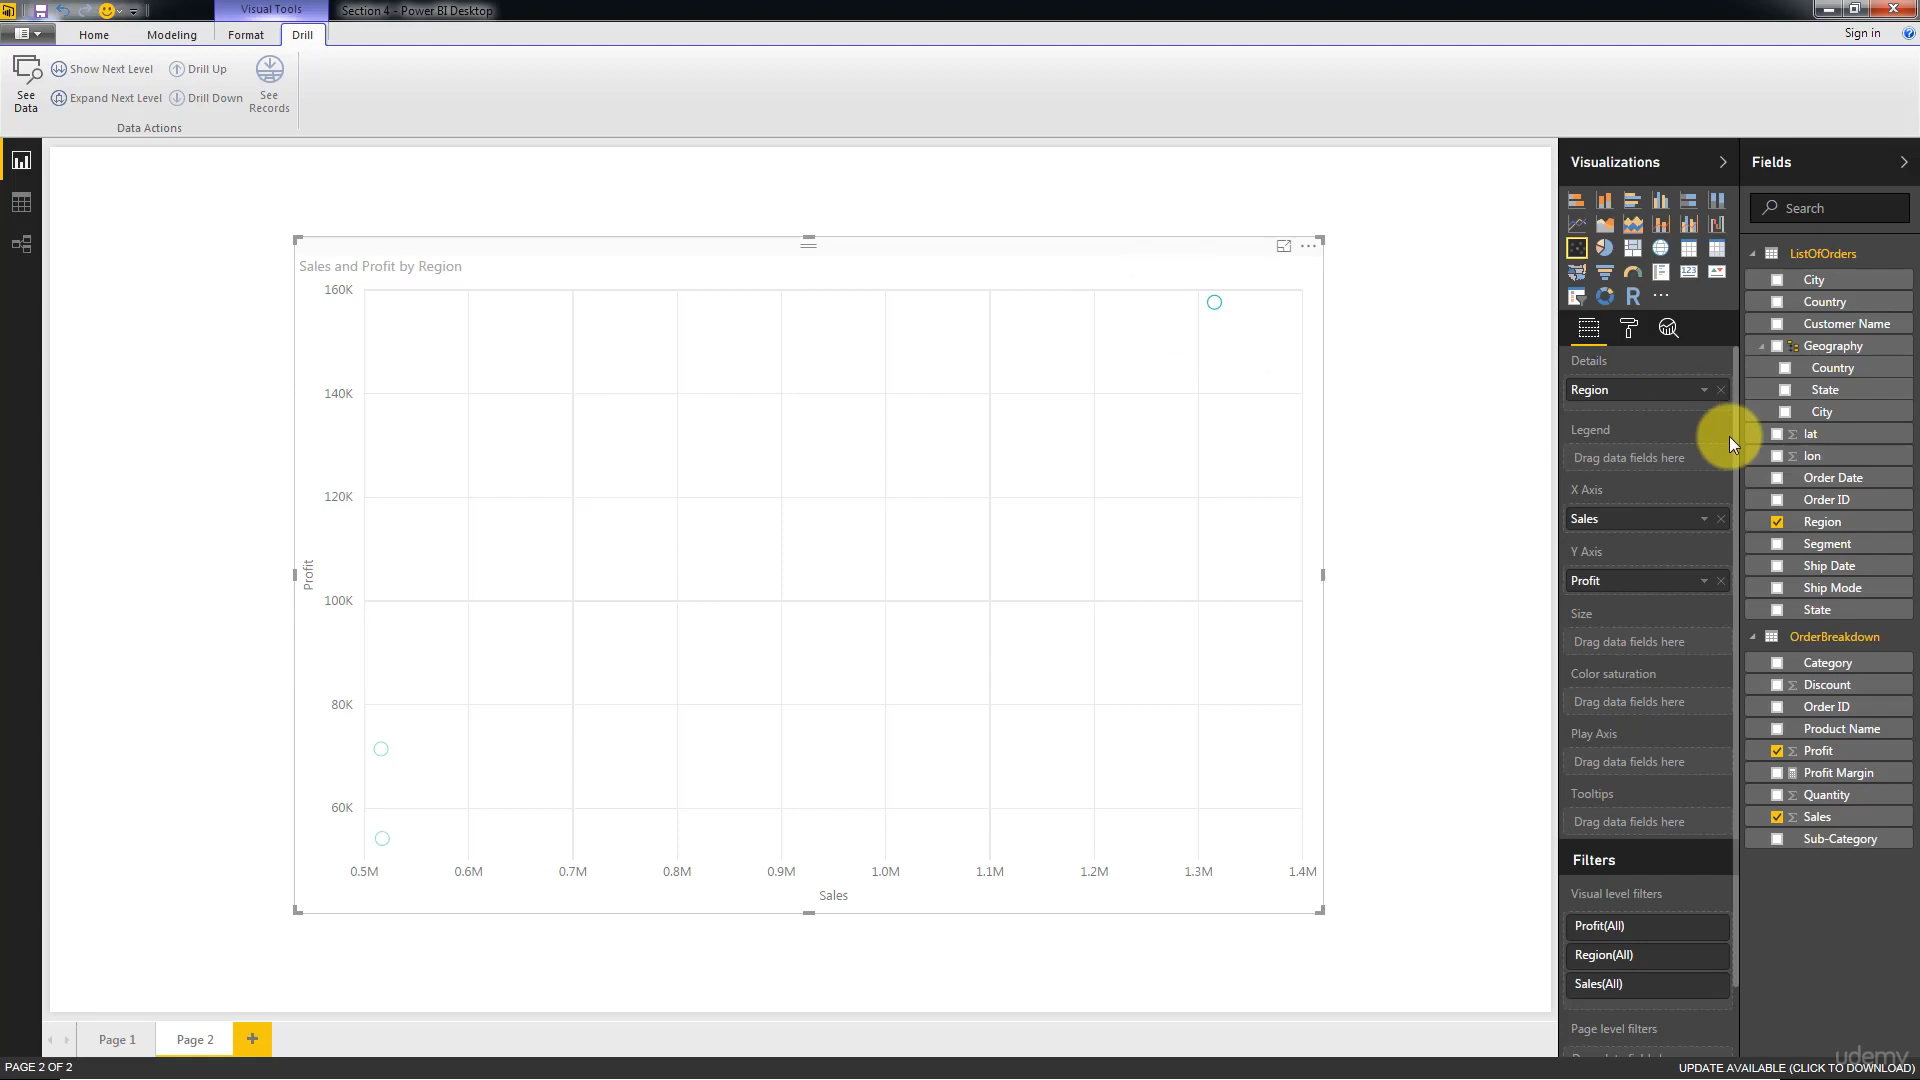 Visual Tools
Section 4 - Power BI Desktop
Home
Modeling
Format
Drill
Sign in
See Data
Show Next Level
Expand Next Level
Drill Up
Drill Down
See Records
Data Actions
Sales and Profit by Region
160K
140K
120K
100K
80K
60K
Profit
0.5M 0.6M 0.7M 0.8M 0.9M 1.0M 1.1M 1.2M 1.3M 1.4M
Sales
Visualizations
R
123
Details
Region
Legend
Drag data fields here
X Axis
Sales
Y Axis
Profit
Size
Drag data fields here
Color saturation
Drag data fields here
Play Axis
Drag data fields here
Tooltips
Drag data fields here
Filters
Visual level filters
Profit(All)
Region(All)
Sales(All)
Page level filters
Fields
Search
ListOfOrders
City
Country
Customer Name
Geography
Country
State
City
lat
lon
Order Date
Order ID
Region
Segment
Ship Date
Ship Mode
State
OrderBreakdown
Category
Discount
Order ID
Product Name
Profit
Profit Margin
Quantity
Sales
Sub-Category
Page 1
Page 2
PAGE 2 OF 2
udemy
UPDATE AVAILABLE (CLICK TO DOWNLOAD)